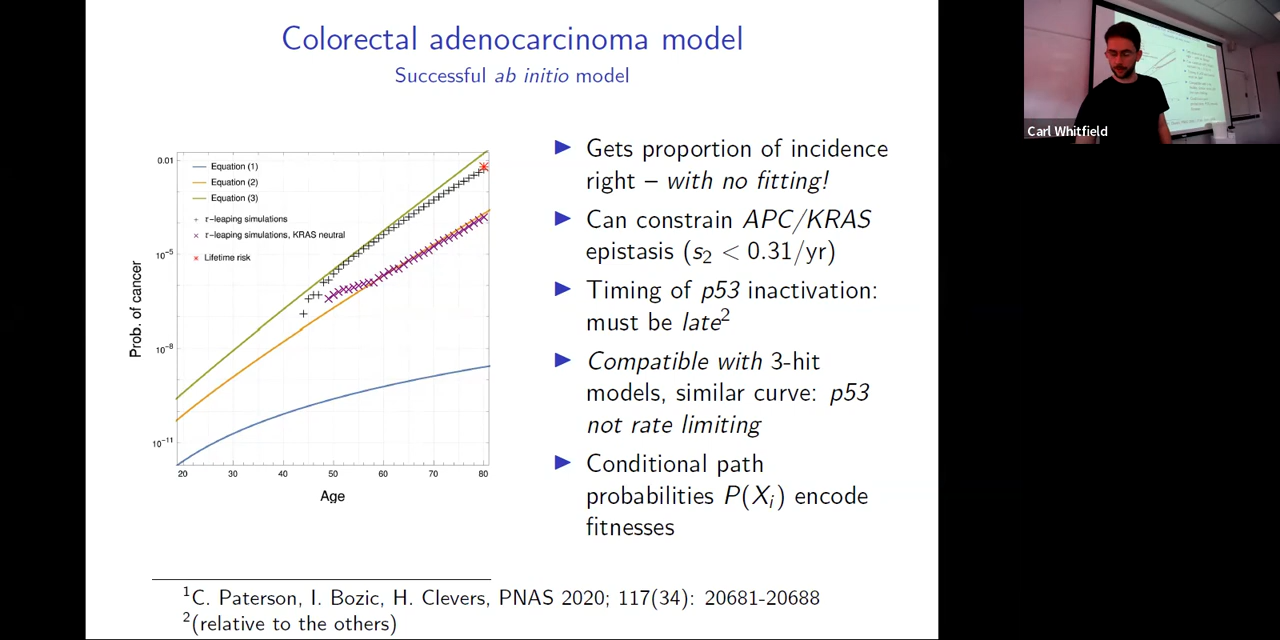 Colorectal adenocarcinoma model
Successful ab initio model
Prob. of cancer
0.01
10⁻⁵
10⁻⁸
10⁻¹¹
Equation (1)
Equation (2)
Equation (3)
+ τ-leaping simulations
× τ-leaping simulations, KRAS neutral
* Lifetime risk
20 30 40 50 60 70 80
Age
▶ Gets proportion of incidence
right – with no fitting!
▶ Can constrain APC/KRAS
epistasis (s₂ < 0.31/yr)
▶ Timing of p53 inactivation:
must be late²
▶ Compatible with 3-hit
models, similar curve: p53
not rate limiting
▶ Conditional path
probabilities P(Xᵢ) encode
fitnesses
¹C. Paterson, I. Bozic, H. Clevers, PNAS 2020; 117(34): 20681-20688
²(relative to the others)
Carl Whitfield